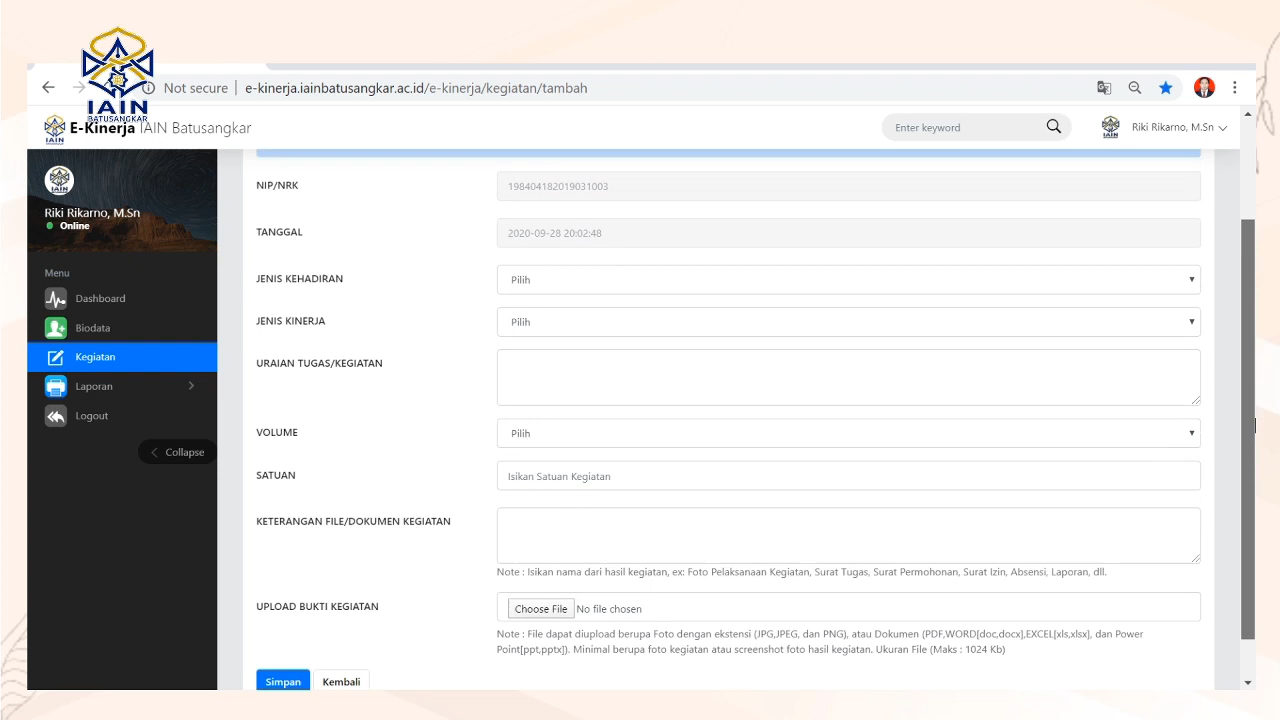 IAIN
BATUSANGKAR
Not secure | e-kinerja.iainbatusangkar.ac.id/e-kinerja/kegiatan/tambah
IAIN
E-Kinerja IAIN Batusangkar
Enter keyword
IAIN
Riki Rikarno, M.Sn
IAIN
Riki Rikarno, M.Sn
Online
Menu
Dashboard
Biodata
Kegiatan
Laporan
Logout
Collapse
NIP/NRK
198404182019031003
TANGGAL
2020-09-28 20:02:48
JENIS KEHADIRAN
Pilih
JENIS KINERJA
Pilih
URAIAN TUGAS/KEGIATAN
VOLUME
Pilih
SATUAN
Isikan Satuan Kegiatan
KETERANGAN FILE/DOKUMEN KEGIATAN
Note : Isikan nama dari hasil kegiatan, ex: Foto Pelaksanaan Kegiatan, Surat Tugas, Surat Permohonan, Surat Izin, Absensi, Laporan, dll.
UPLOAD BUKTI KEGIATAN
Choose File No file chosen
Note : File dapat diupload berupa Foto dengan ekstensi (JPG,JPEG, dan PNG), atau Dokumen (PDF,WORD[doc,docx],EXCEL[xls,xlsx], dan Power
Point[ppt,pptx]). Minimal berupa foto kegiatan atau screenshot foto hasil kegiatan. Ukuran File (Maks : 1024 Kb)
Simpan
Kembali